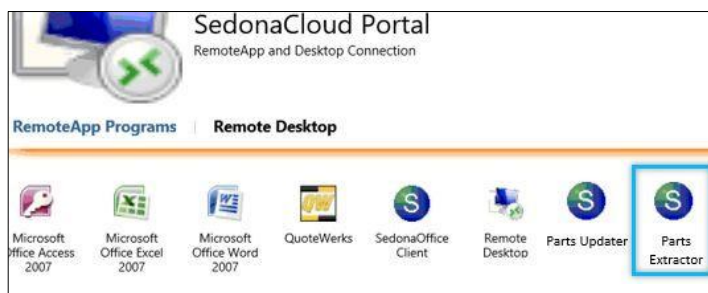 SedonaCloud Portal
RemoteApp and Desktop Connection
RemoteApp Programs | Remote Desktop
Microsoft Microsoft Microsoft QuoteWerks SedonaOffice Remote Parts Updater Parts
ffice Access Office Excel Office Word Client Desktop Extractor
2007 2007 2007